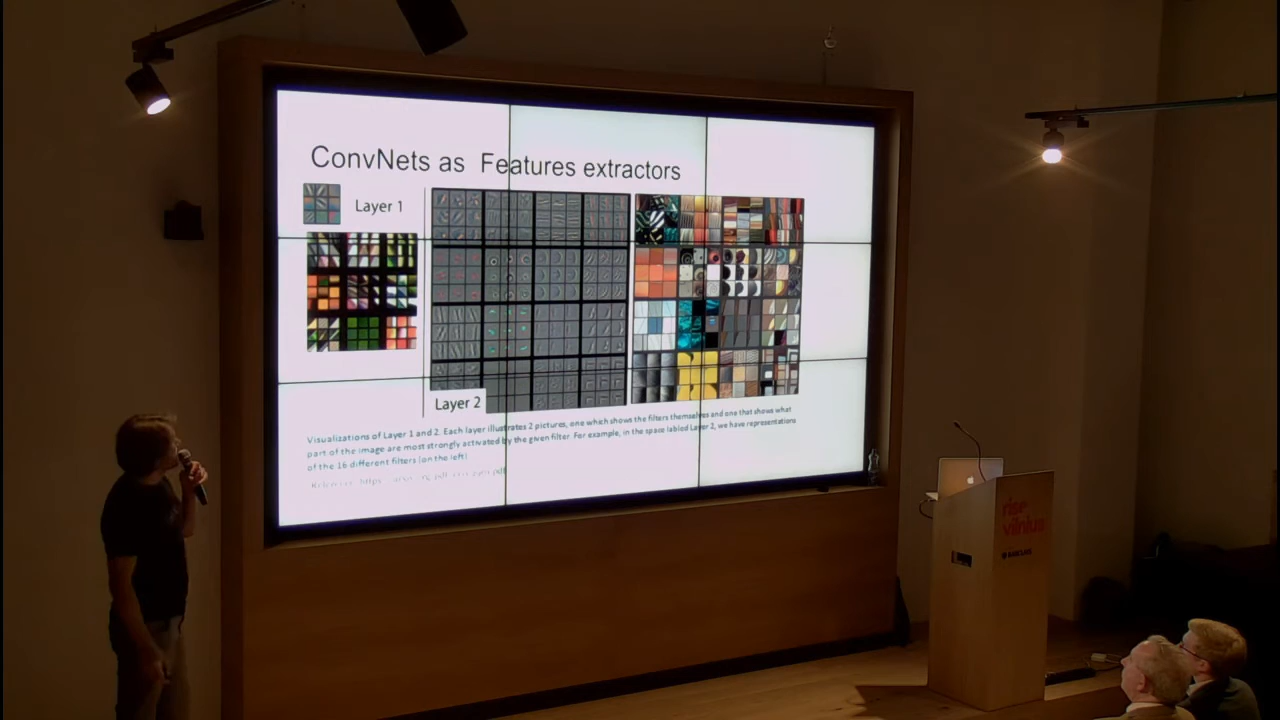 ConvNets as Features extractors
Layer 1
Layer 2
Visualizations of Layer 1 and 2. Each layer illustrates 2 pictures, one which shows the filters themselves and one that shows what
part of the image are most strongly activated by the given filter. For example, in the space labled Layer 2, we have representations
of the 16 different filters (on the left)
rise
vilnius
BARCLAYS